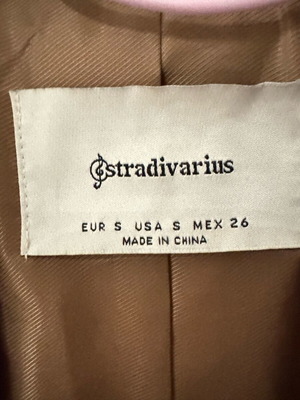 stradivarius
EUR S USA S MEX 26
MADE IN CHINA